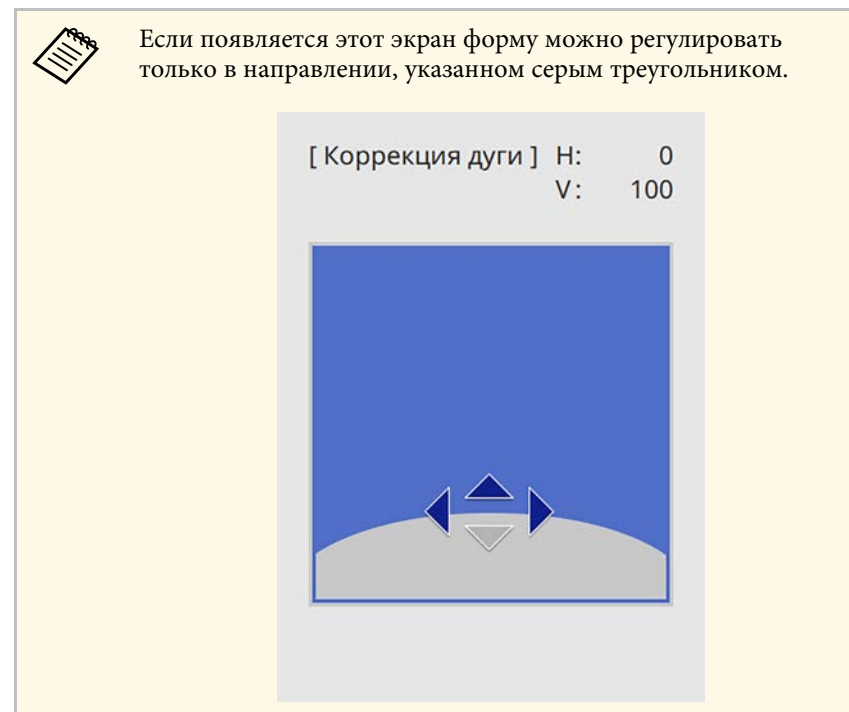 Если появляется этот экран форму можно регулировать
только в направлении, указанном серым треугольником.
[ Коррекция дуги ] H: 0
V: 100